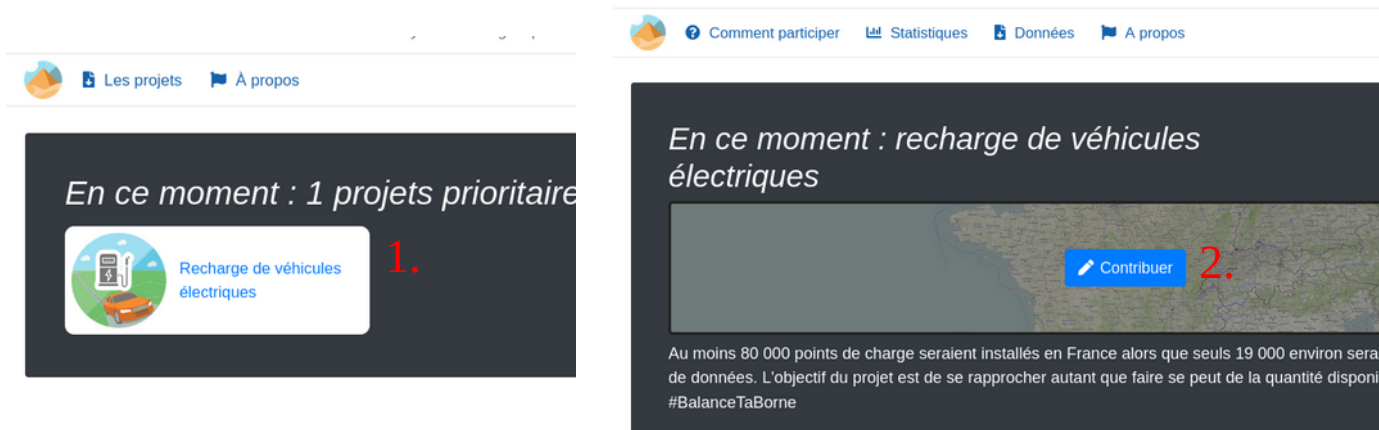 Les projets
À propos
En ce moment : 1 projets prioritaire
Recharge de véhicules
électriques
1.
Comment participer
Statistiques
Données
A propos
En ce moment : recharge de véhicules
électriques
Contribuer
2.
Au moins 80 000 points de charge seraient installés en France alors que seuls 19 000 environ sera
de données. L'objectif du projet est de se rapprocher autant que faire se peut de la quantité disponi
#BalanceTaBorne